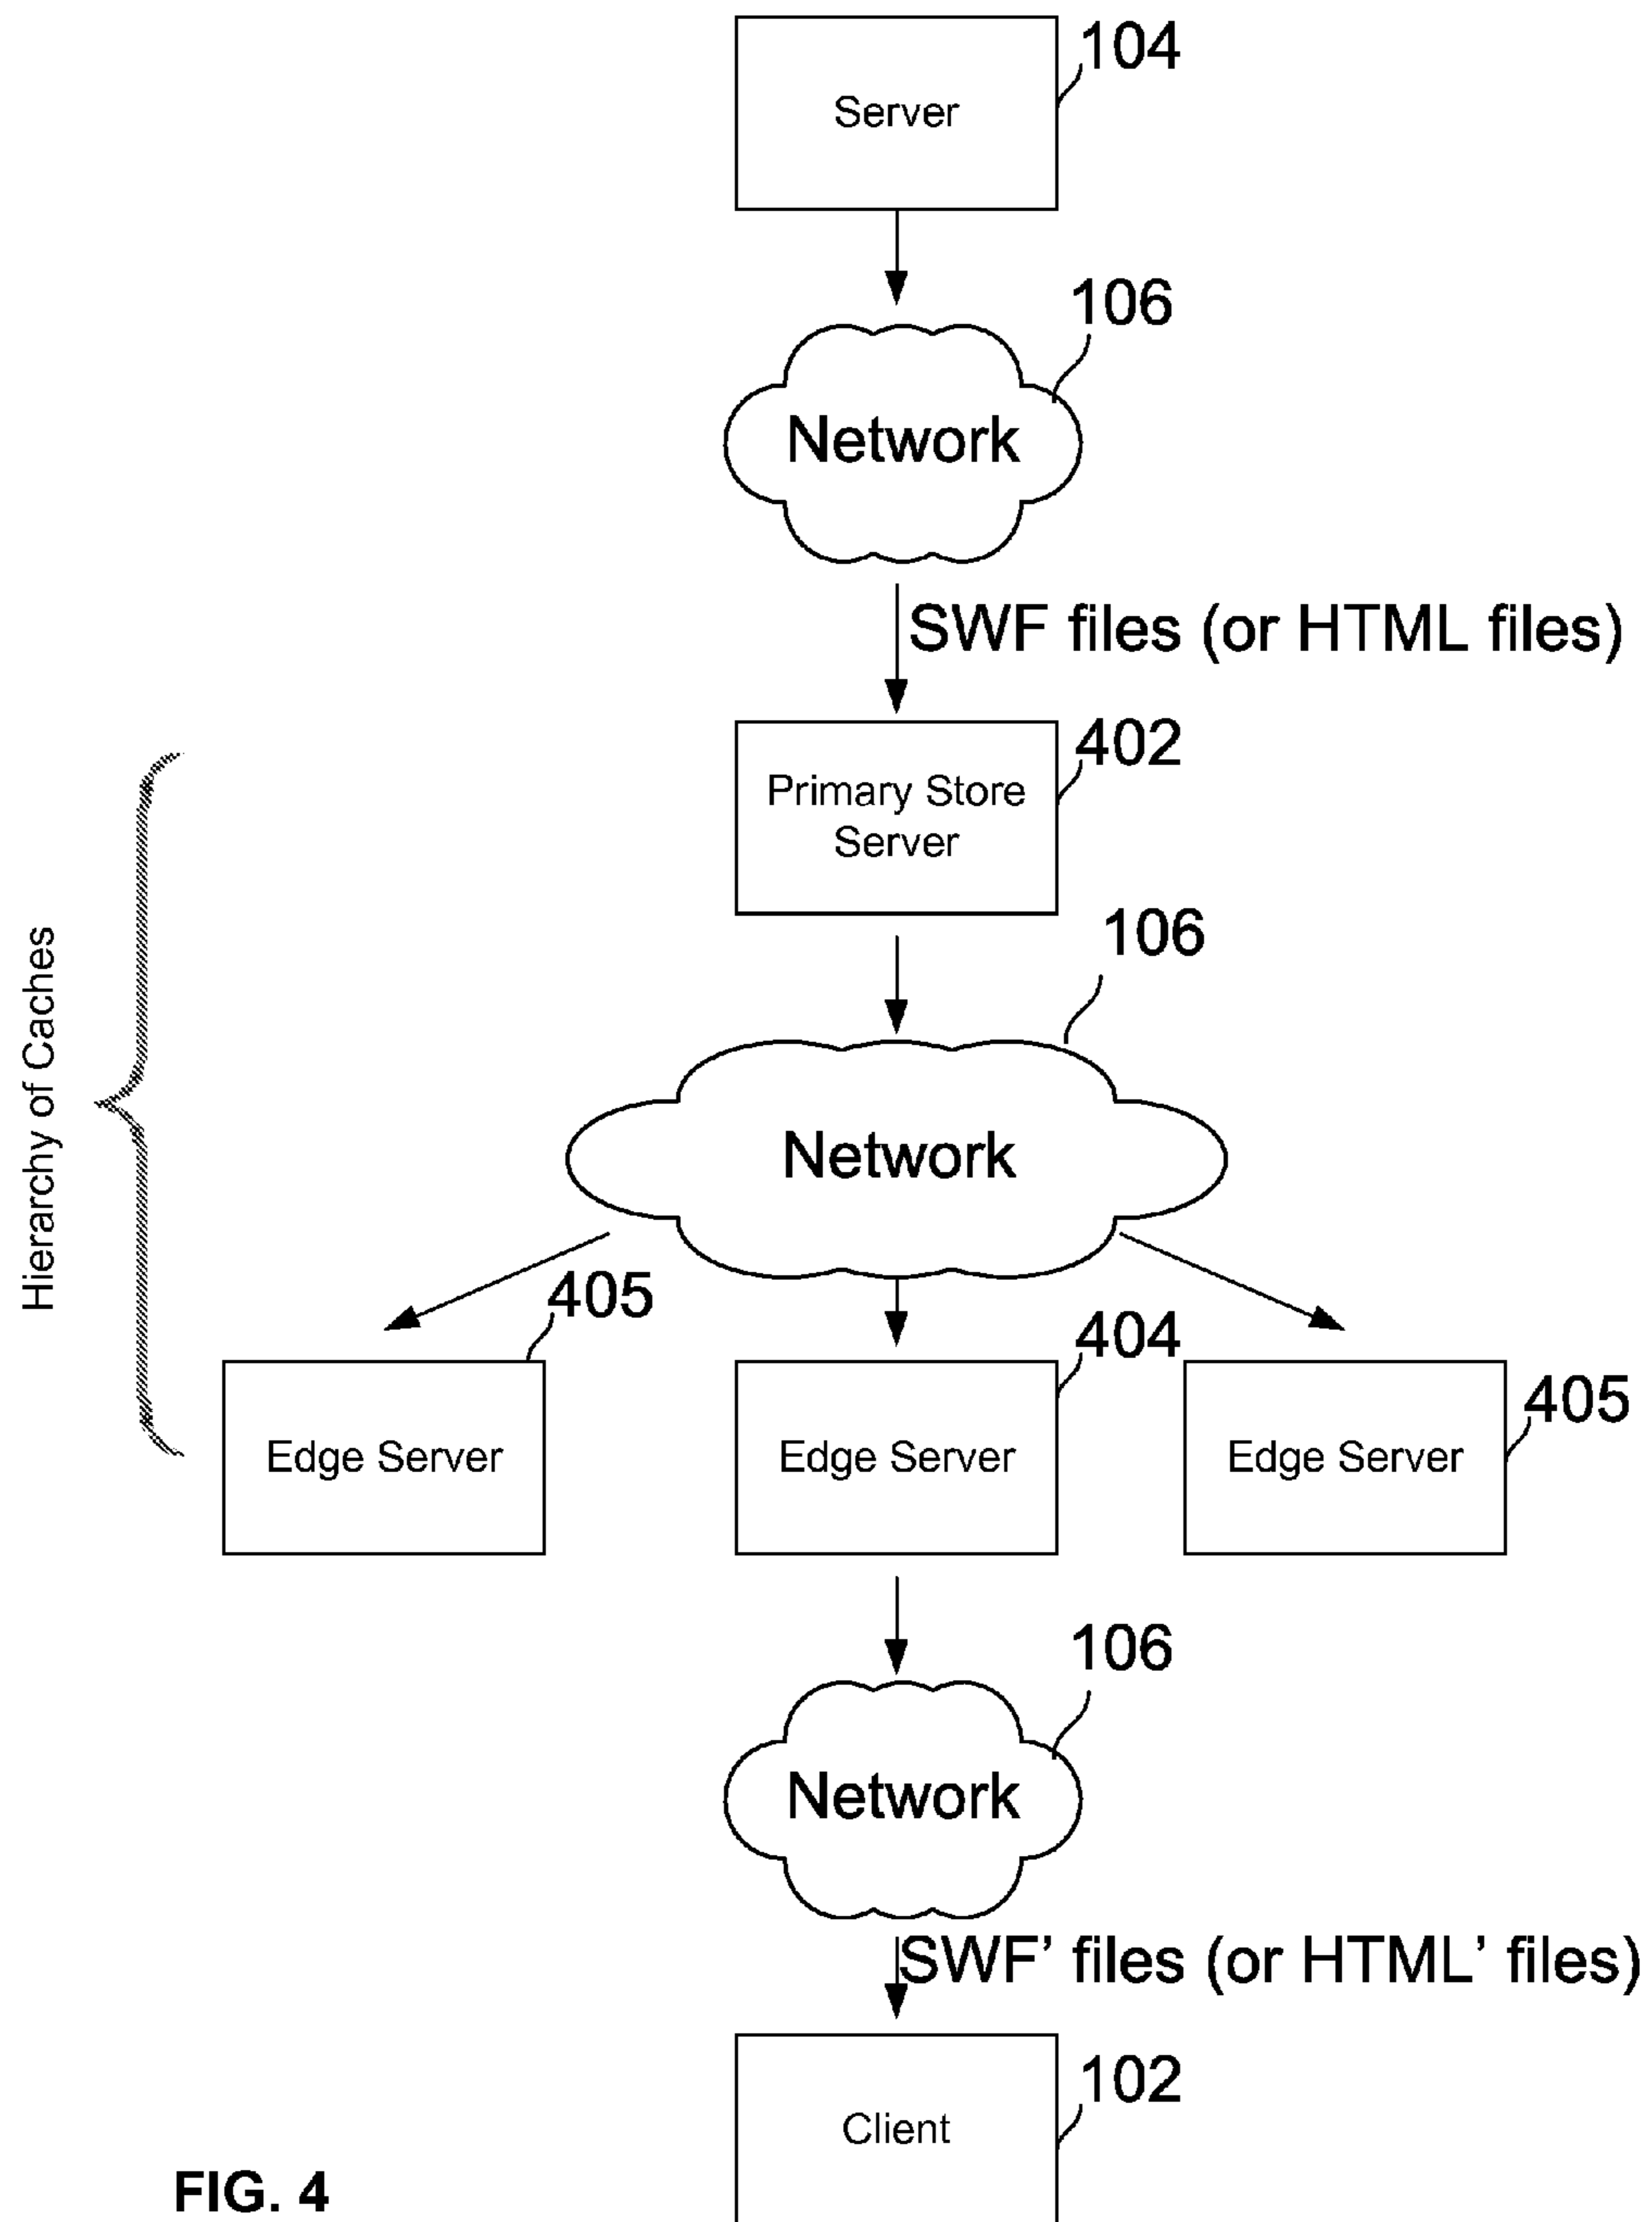 104
Server
106
Network
SWF files (or HTML files)
402
Primary Store
Server
106
Hierarchy of Caches
Network
405
404
405
Edge Server
Edge Server
Edge Server
106
Network
SWF’ files (or HTML’ files)
102
Client
FIG. 4